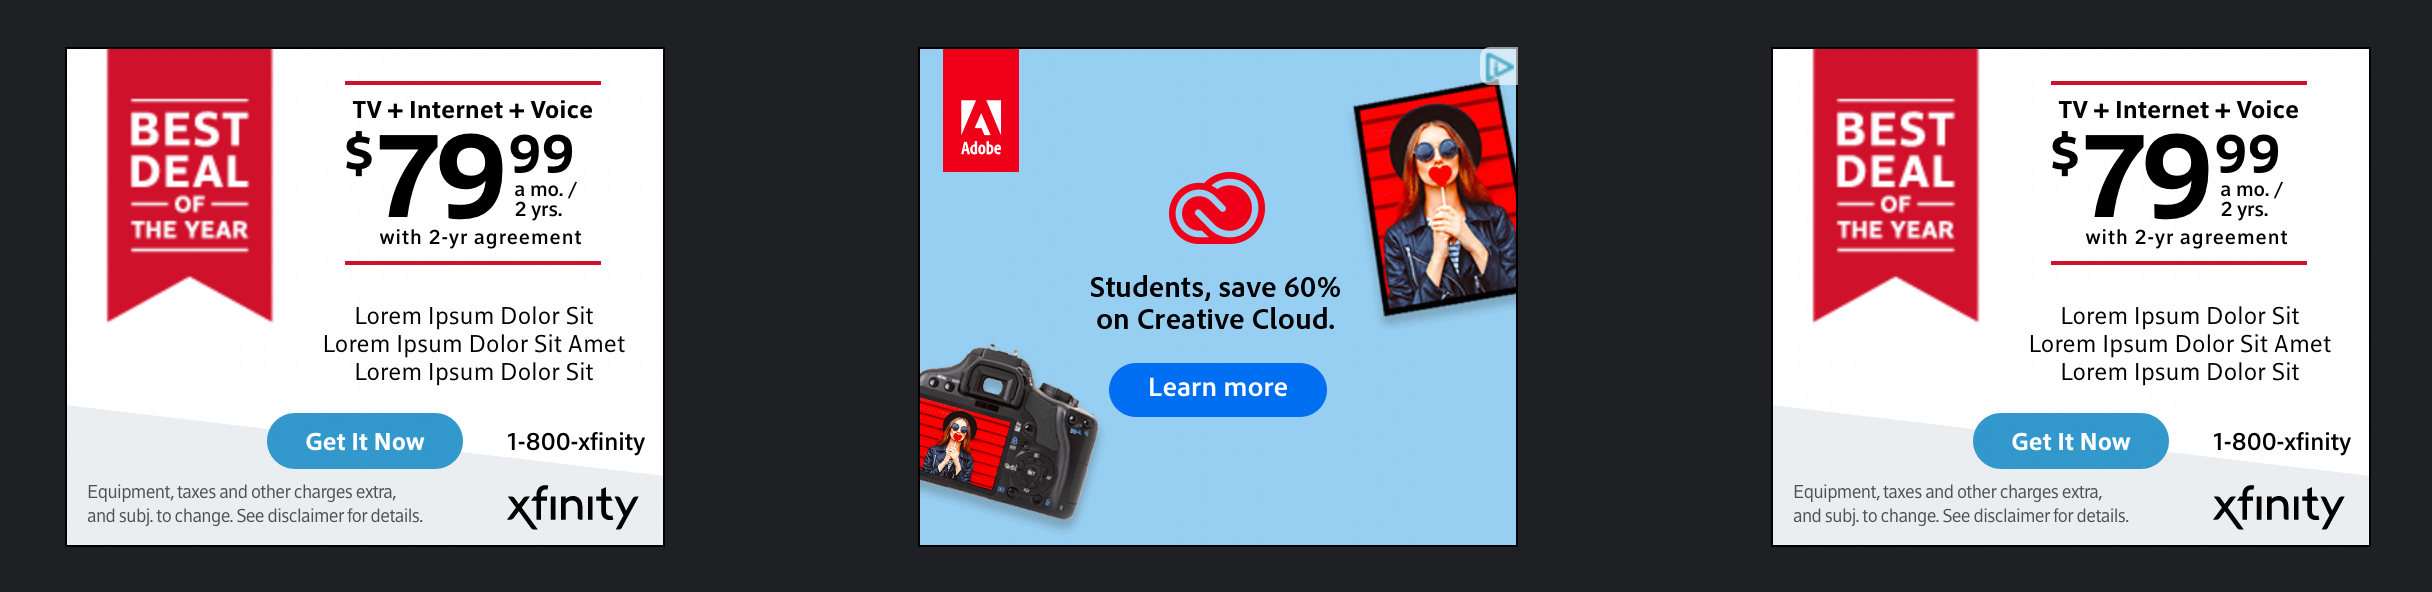 BEST
DEAL
OF
THE YEAR
TV + Internet + Voice
$79 99
a mo. /
2 yrs.
with 2-yr agreement
Lorem Ipsum Dolor Sit
Lorem Ipsum Dolor Sit Amet
Lorem Ipsum Dolor Sit
Get It Now
1-800-xfinity
Equipment, taxes and other charges extra,
and subj. to change. See disclaimer for details.
xfinity
Adobe
Students, save 60%
on Creative Cloud.
Learn more
BEST
DEAL
OF
THE YEAR
TV + Internet + Voice
$79 99
a mo. /
2 yrs.
with 2-yr agreement
Lorem Ipsum Dolor Sit
Lorem Ipsum Dolor Sit Amet
Lorem Ipsum Dolor Sit
Get It Now
1-800-xfinity
Equipment, taxes and other charges extra,
and subj. to change. See disclaimer for details.
xfinity